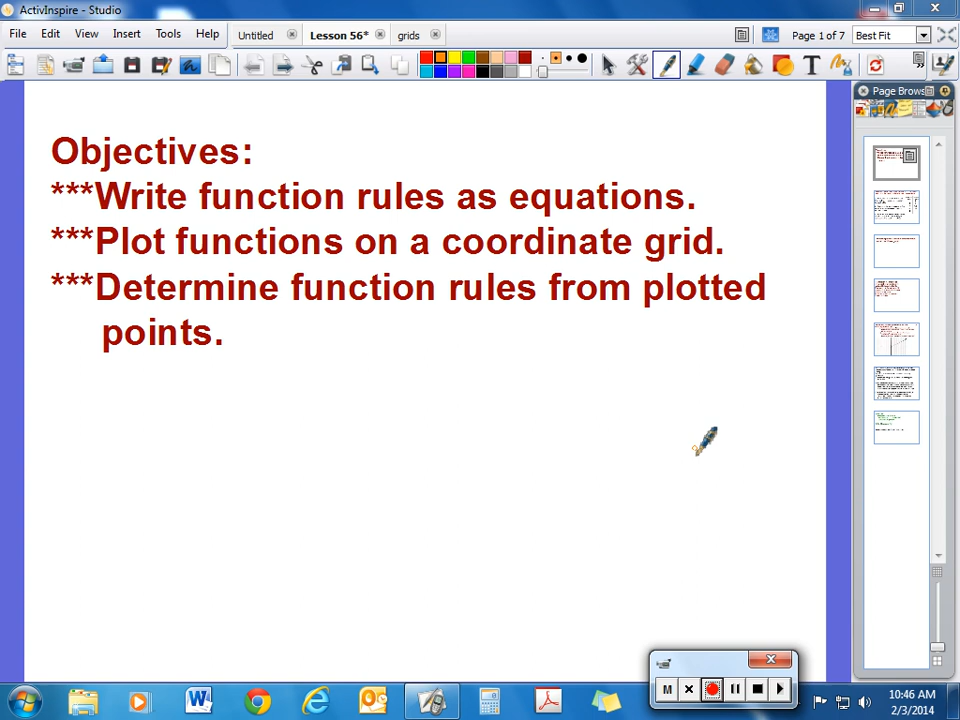 ActivInspire - Studio
File Edit View Insert Tools Help Untitled Lesson 56* grids Page 1 of 7 Best Fit
Page Brows
Objectives:
***Write function rules as equations.
***Plot functions on a coordinate grid.
***Determine function rules from plotted
points.
M
10:46 AM
2/3/2014